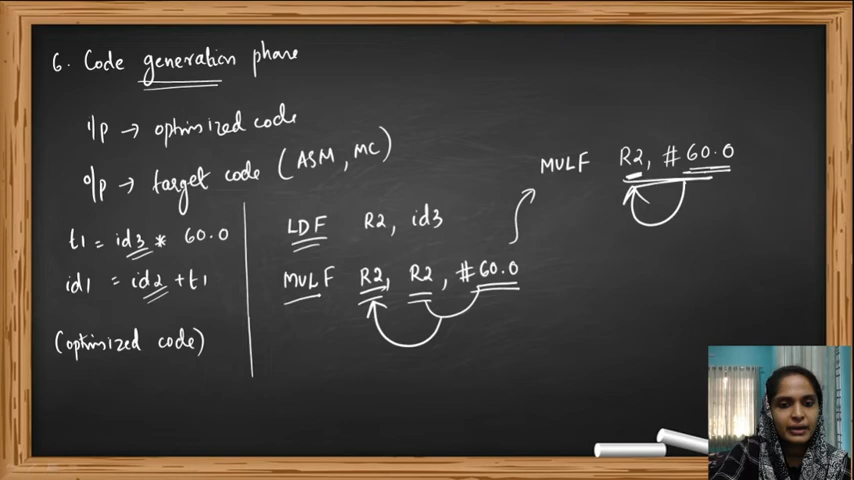 6. Code generation phase
i/p → optimized code
o/p → target code (ASM, MC)
t1 = id3 * 60.0
id1 = id2 + t1
(optimized code)
LDF R2, id3
MULF R2, R2, #60.0
MULF R2, #60.0